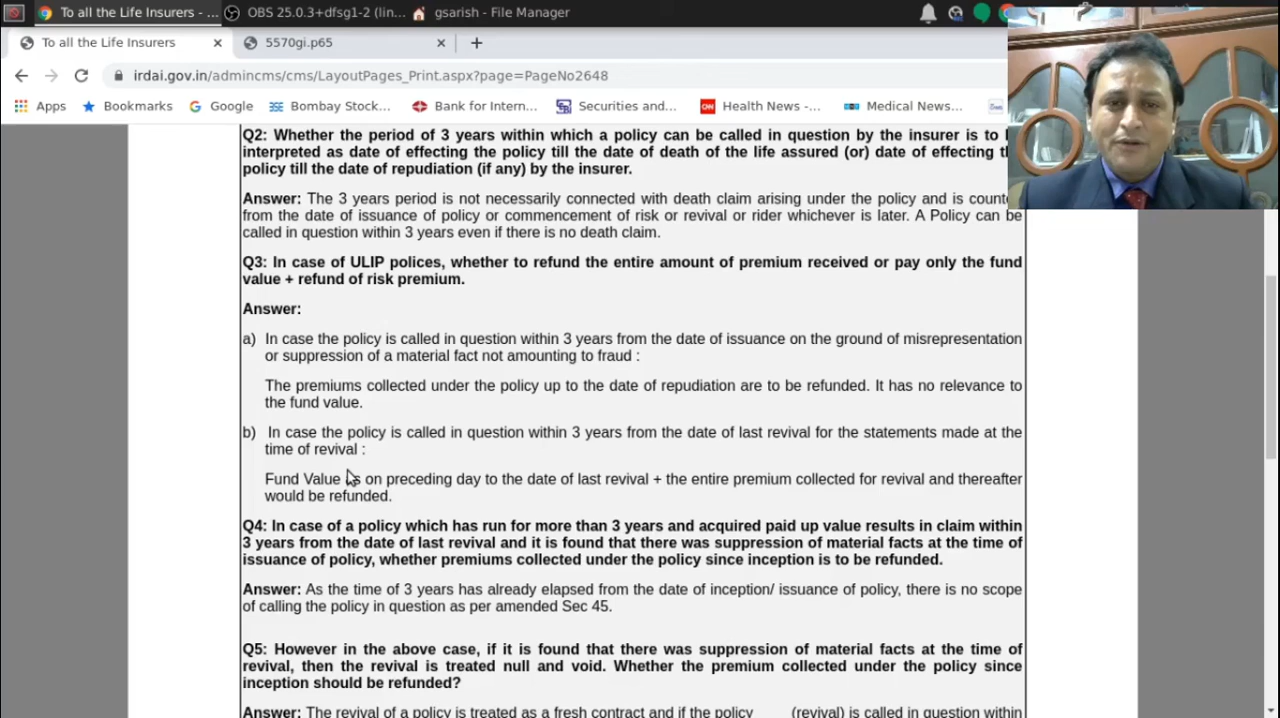 To all the Life Insurers - ... OBS 25.0.3+dfsg1-2 (lin... gsarish - File Manager
To all the Life Insurers × 5570gi.p65 × +
irdai.gov.in/admincms/cms/LayoutPages_Print.aspx?page=PageNo2648
Apps Bookmarks Google Bombay Stock... Bank for Intern... Securities and... Health News -... Medical News...
Q2: Whether the period of 3 years within which a policy can be called in question by the insurer is to
interpreted as date of effecting the policy till the date of death of the life assured (or) date of effecting
policy till the date of repudiation (if any) by the insurer.
Answer: The 3 years period is not necessarily connected with death claim arising under the policy and is counte
from the date of issuance of policy or commencement of risk or revival or rider whichever is later. A Policy can be
called in question within 3 years even if there is no death claim.
Q3: In case of ULIP polices, whether to refund the entire amount of premium received or pay only the fund
value + refund of risk premium.
Answer:
a) In case the policy is called in question within 3 years from the date of issuance on the ground of misrepresentation
or suppression of a material fact not amounting to fraud :
The premiums collected under the policy up to the date of repudiation are to be refunded. It has no relevance to
the fund value.
b) In case the policy is called in question within 3 years from the date of last revival for the statements made at the
time of revival :
Fund Value as on preceding day to the date of last revival + the entire premium collected for revival and thereafter
would be refunded.
Q4: In case of a policy which has run for more than 3 years and acquired paid up value results in claim within
3 years from the date of last revival and it is found that there was suppression of material facts at the time of
issuance of policy, whether premiums collected under the policy since inception is to be refunded.
Answer: As the time of 3 years has already elapsed from the date of inception/ issuance of policy, there is no scope
of calling the policy in question as per amended Sec 45.
Q5: However in the above case, if it is found that there was suppression of material facts at the time of
revival, then the revival is treated null and void. Whether the premium collected under the policy since
inception should be refunded?
Answer: The revival of a policy is treated as a fresh contract and if the policy (revival) is called in question within